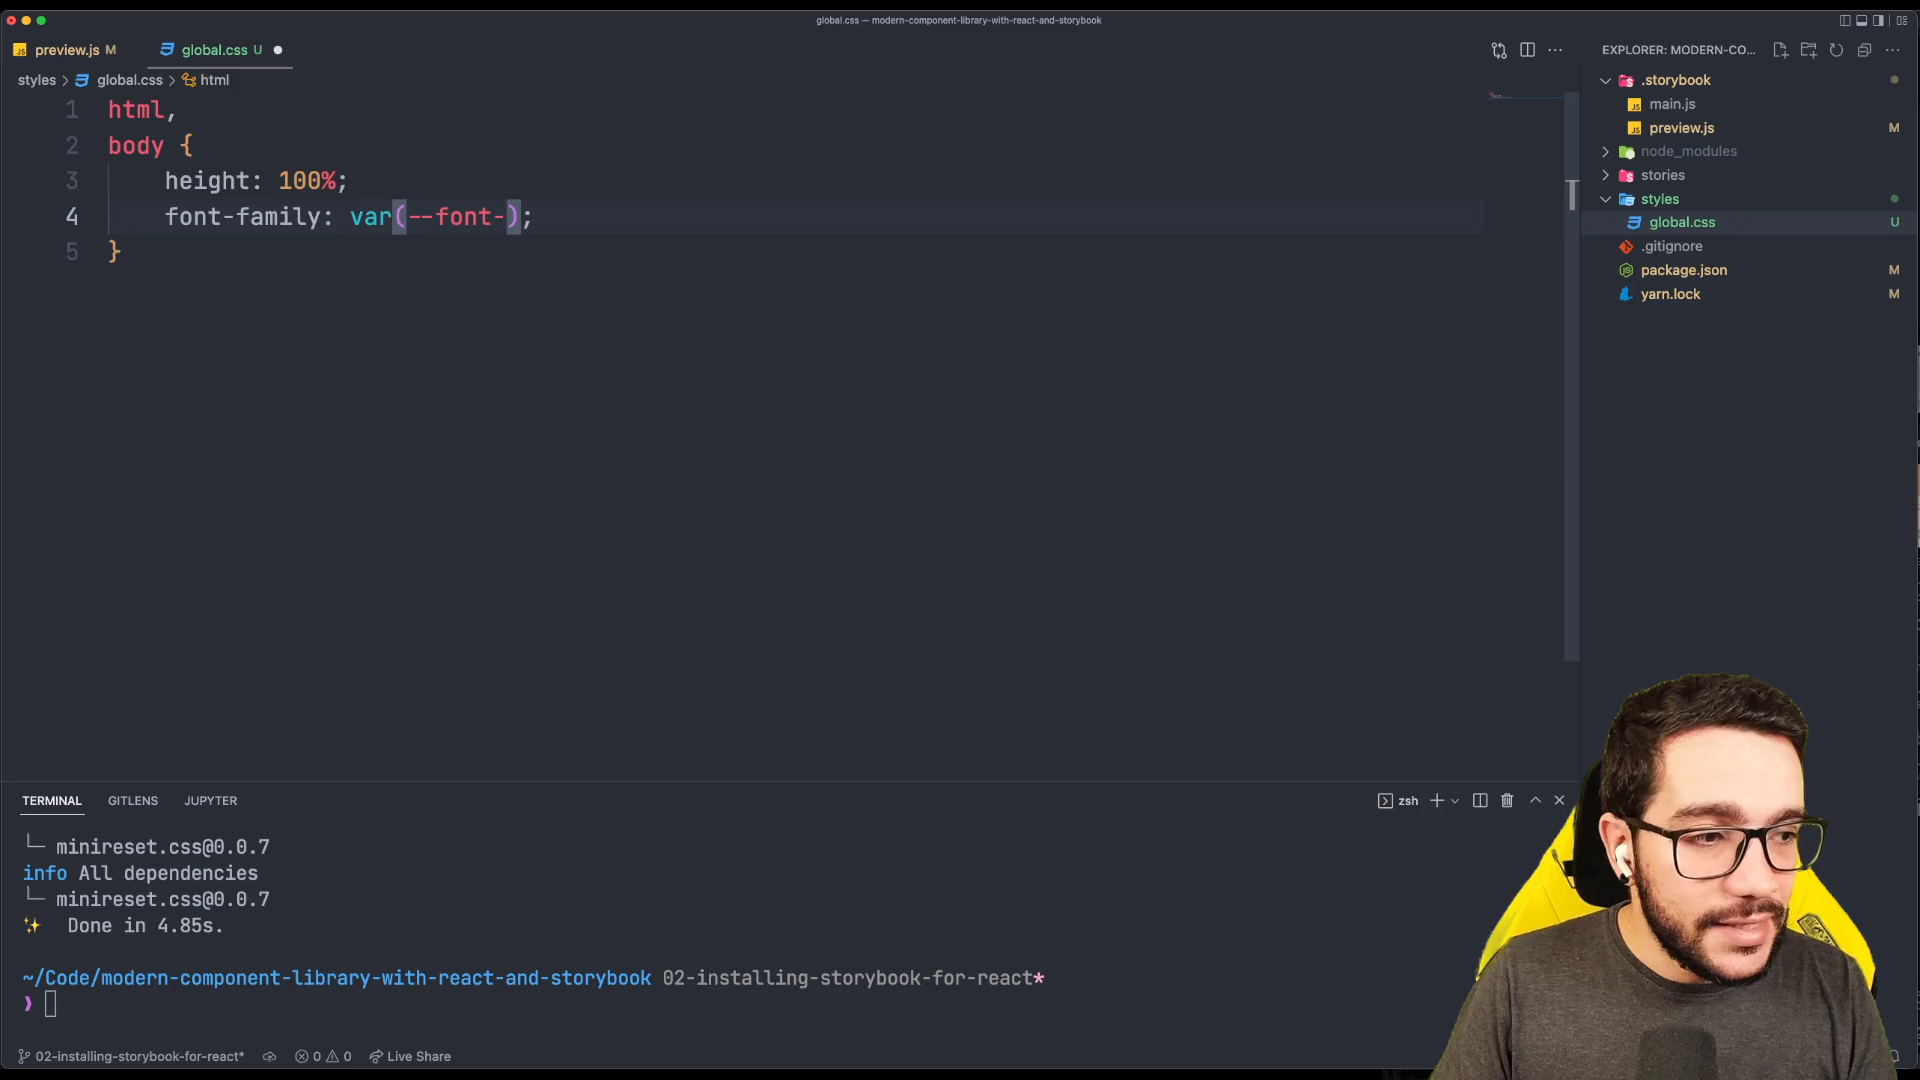 global.css — modern-component-library-with-react-and-storybook
preview.js M
global.css U
EXPLORER: MODERN-CO...
styles > global.css > html
1 html,
2 body {
3 height: 100%;
4 font-family: var(--font-);
5 }
.storybook
main.js
preview.js M
node_modules
stories
styles
global.css U
.gitignore
package.json M
yarn.lock M
TERMINAL GITLENS JUPYTER
zsh
└─ minireset.css@0.0.7
info All dependencies
└─ minireset.css@0.0.7
✨ Done in 4.85s.
~/Code/modern-component-library-with-react-and-storybook 02-installing-storybook-for-react*
❯
02-installing-storybook-for-react* 0 0 Live Share